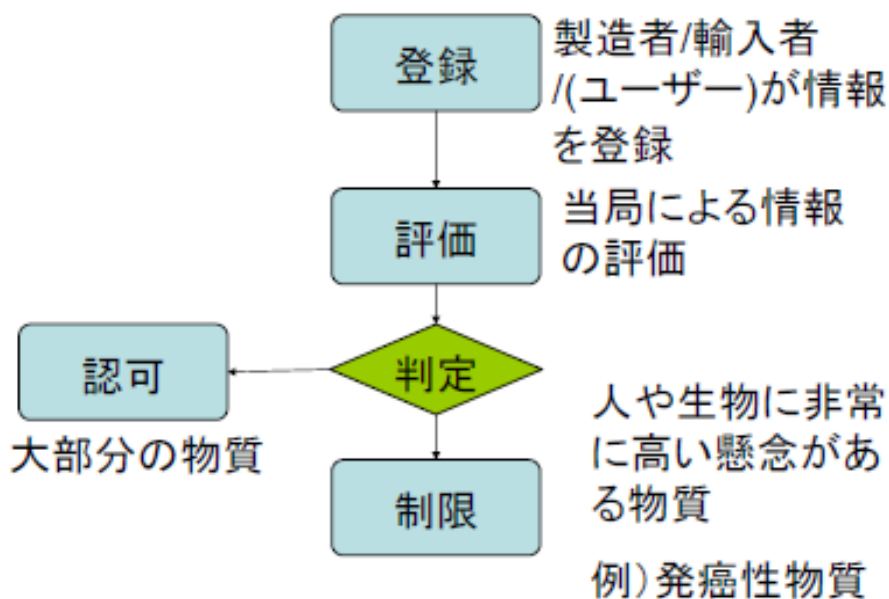 登録
製造者/輸入者
/(ユーザー)が情報
を登録
評価
当局による情報
の評価
判定
認可
大部分の物質
制限
人や生物に非常
に高い懸念があ
る物質
例)発癌性物質